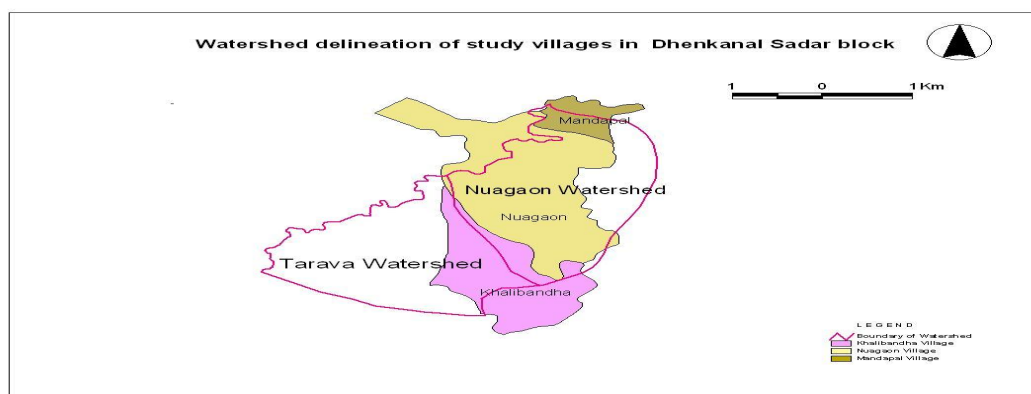 Watershed delineation of study villages in Dhenkanal Sadar block
1 0 1 Km
Mandapal
Nuagaon Watershed
Nuagaon
Tarava Watershed
Khalibandha
LEGEND
Boundary of Watershed
Khalibandha Village
Nuagaon Village
Mandapal Village